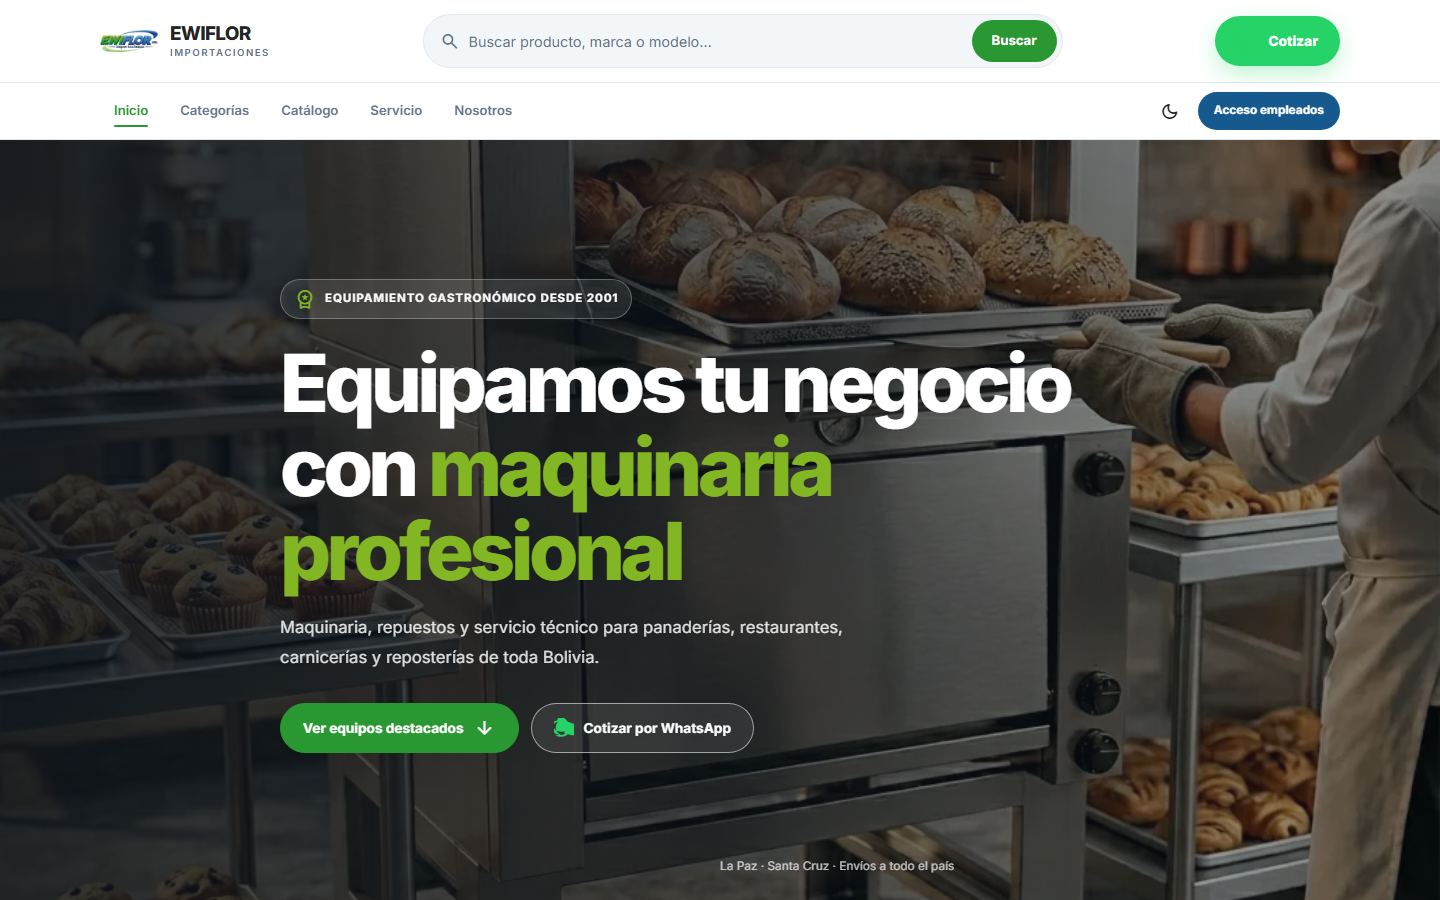 EWIFLOR
EWIFLOR
IMPORTACIONES
Buscar producto, marca o modelo...
Buscar
Cotizar
Inicio
Categorías
Catálogo
Servicio
Nosotros
Acceso empleados
EQUIPAMIENTO GASTRONÓMICO DESDE 2001
Equipamos tu negocio
con maquinaria
profesional
Maquinaria, repuestos y servicio técnico para panaderías, restaurantes,
carnicerías y reposterías de toda Bolivia.
Ver equipos destacados
Cotizar por WhatsApp
La Paz · Santa Cruz · Envíos a todo el país